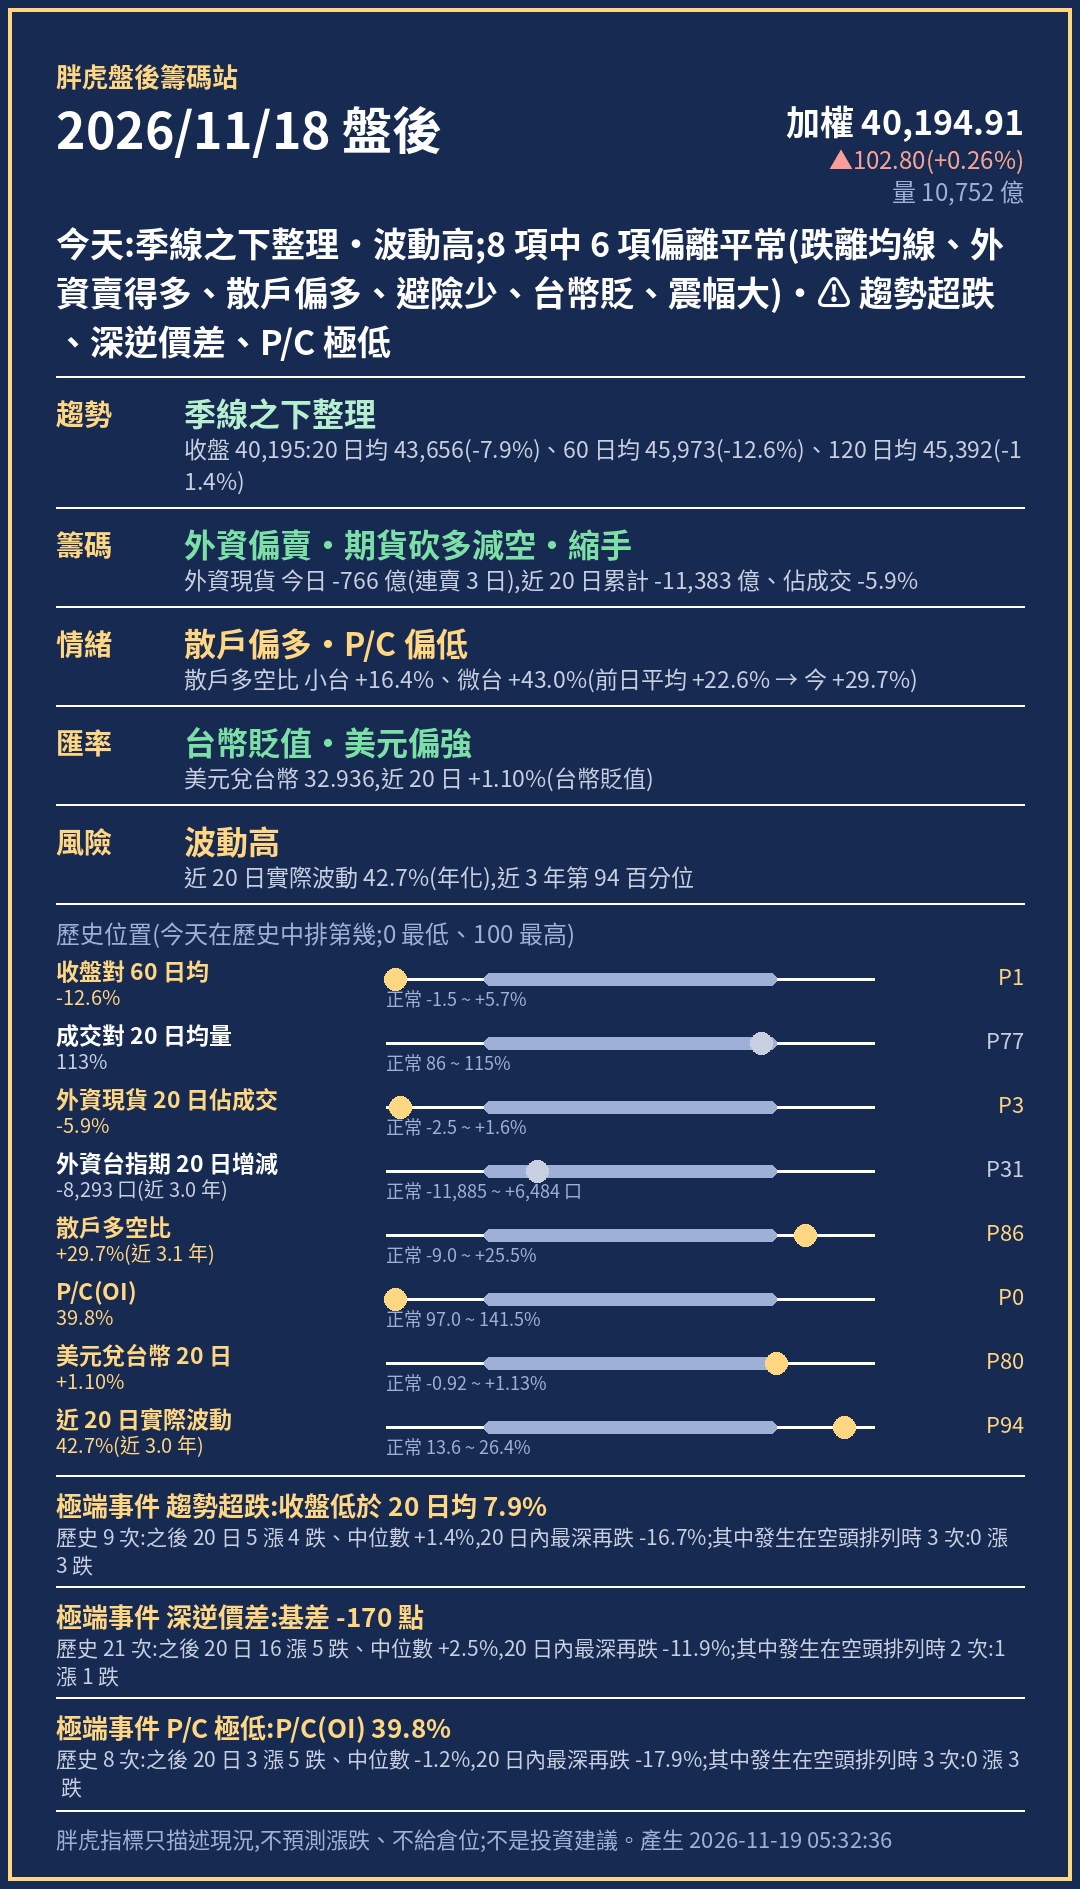 胖虎盤後籌碼站
2026/11/18 盤後
加權 40,194.91
▲102.80(+0.26%)
量 10,752 億
今天:季線之下整理・波動高;8 項中 6 項偏離平常(跌離均線、外
資賣得多、散戶偏多、避險少、台幣貶、震幅大)・⚠ 趨勢超跌
、深逆價差、P/C 極低
趨勢
季線之下整理
收盤 40,195:20 日均 43,656(-7.9%)、60 日均 45,973(-12.6%)、120 日均 45,392(-1
1.4%)
籌碼
外資偏賣・期貨砍多減空・縮手
外資現貨 今日 -766 億(連賣 3 日),近 20 日累計 -11,383 億、佔成交 -5.9%
情緒
散戶偏多・P/C 偏低
散戶多空比 小台 +16.4%、微台 +43.0%(前日平均 +22.6% → 今 +29.7%)
匯率
台幣貶值・美元偏強
美元兌台幣 32.936,近 20 日 +1.10%(台幣貶值)
風險
波動高
近 20 日實際波動 42.7%(年化),近 3 年第 94 百分位
歷史位置(今天在歷史中排第幾;0 最低、100 最高)
收盤對 60 日均
-12.6%
正常 -1.5 ~ +5.7%
P1
成交對 20 日均量
113%
正常 86 ~ 115%
P77
外資現貨 20 日佔成交
-5.9%
正常 -2.5 ~ +1.6%
P3
外資台指期 20 日增減
-8,293 口(近 3.0 年)
正常 -11,885 ~ +6,484 口
P31
散戶多空比
+29.7%(近 3.1 年)
正常 -9.0 ~ +25.5%
P86
P/C(OI)
39.8%
正常 97.0 ~ 141.5%
P0
美元兌台幣 20 日
+1.10%
正常 -0.92 ~ +1.13%
P80
近 20 日實際波動
42.7%(近 3.0 年)
正常 13.6 ~ 26.4%
P94
極端事件 趨勢超跌:收盤低於 20 日均 7.9%
歷史 9 次:之後 20 日 5 漲 4 跌、中位數 +1.4%,20 日內最深再跌 -16.7%;其中發生在空頭排列時 3 次:0 漲
3 跌
極端事件 深逆價差:基差 -170 點
歷史 21 次:之後 20 日 16 漲 5 跌、中位數 +2.5%,20 日內最深再跌 -11.9%;其中發生在空頭排列時 2 次:1
漲 1 跌
極端事件 P/C 極低:P/C(OI) 39.8%
歷史 8 次:之後 20 日 3 漲 5 跌、中位數 -1.2%,20 日內最深再跌 -17.9%;其中發生在空頭排列時 3 次:0 漲 3
跌
胖虎指標只描述現況,不預測漲跌、不給倉位;不是投資建議。產生 2026-11-19 05:32:36